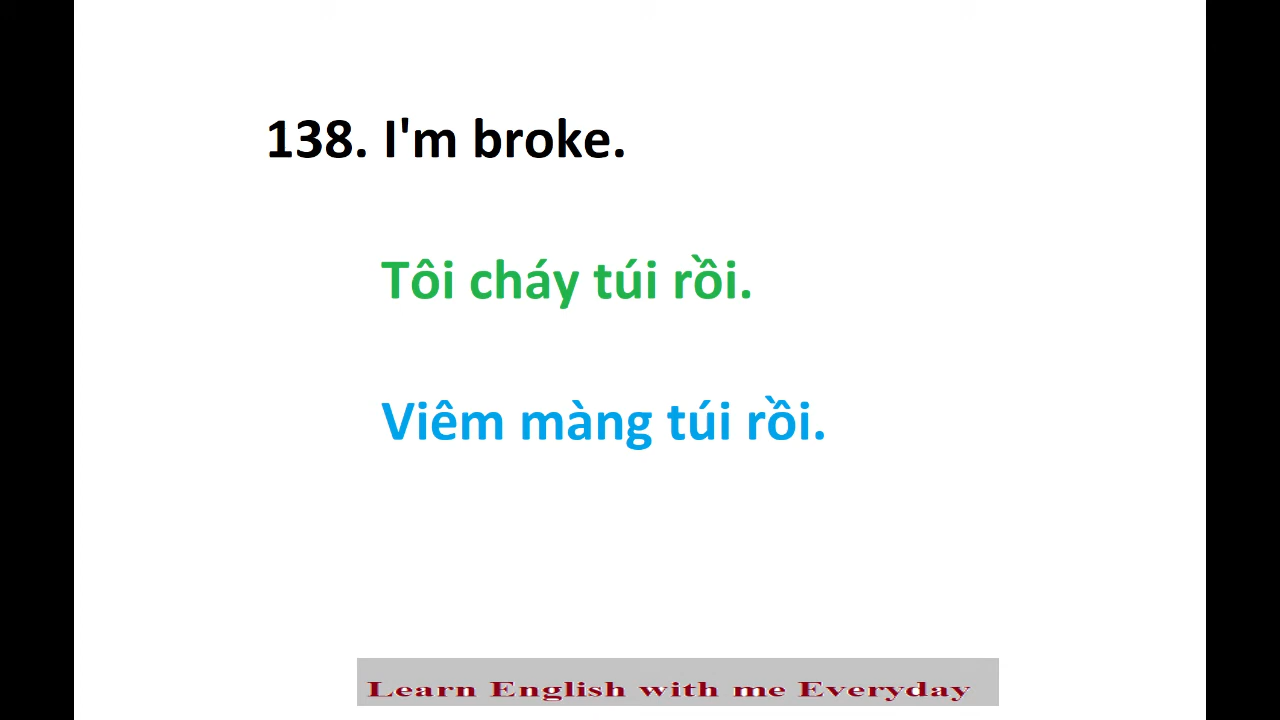 138. I'm broke.
Tôi cháy túi rồi.
Viêm màng túi rồi.
Learn English with me Everyday